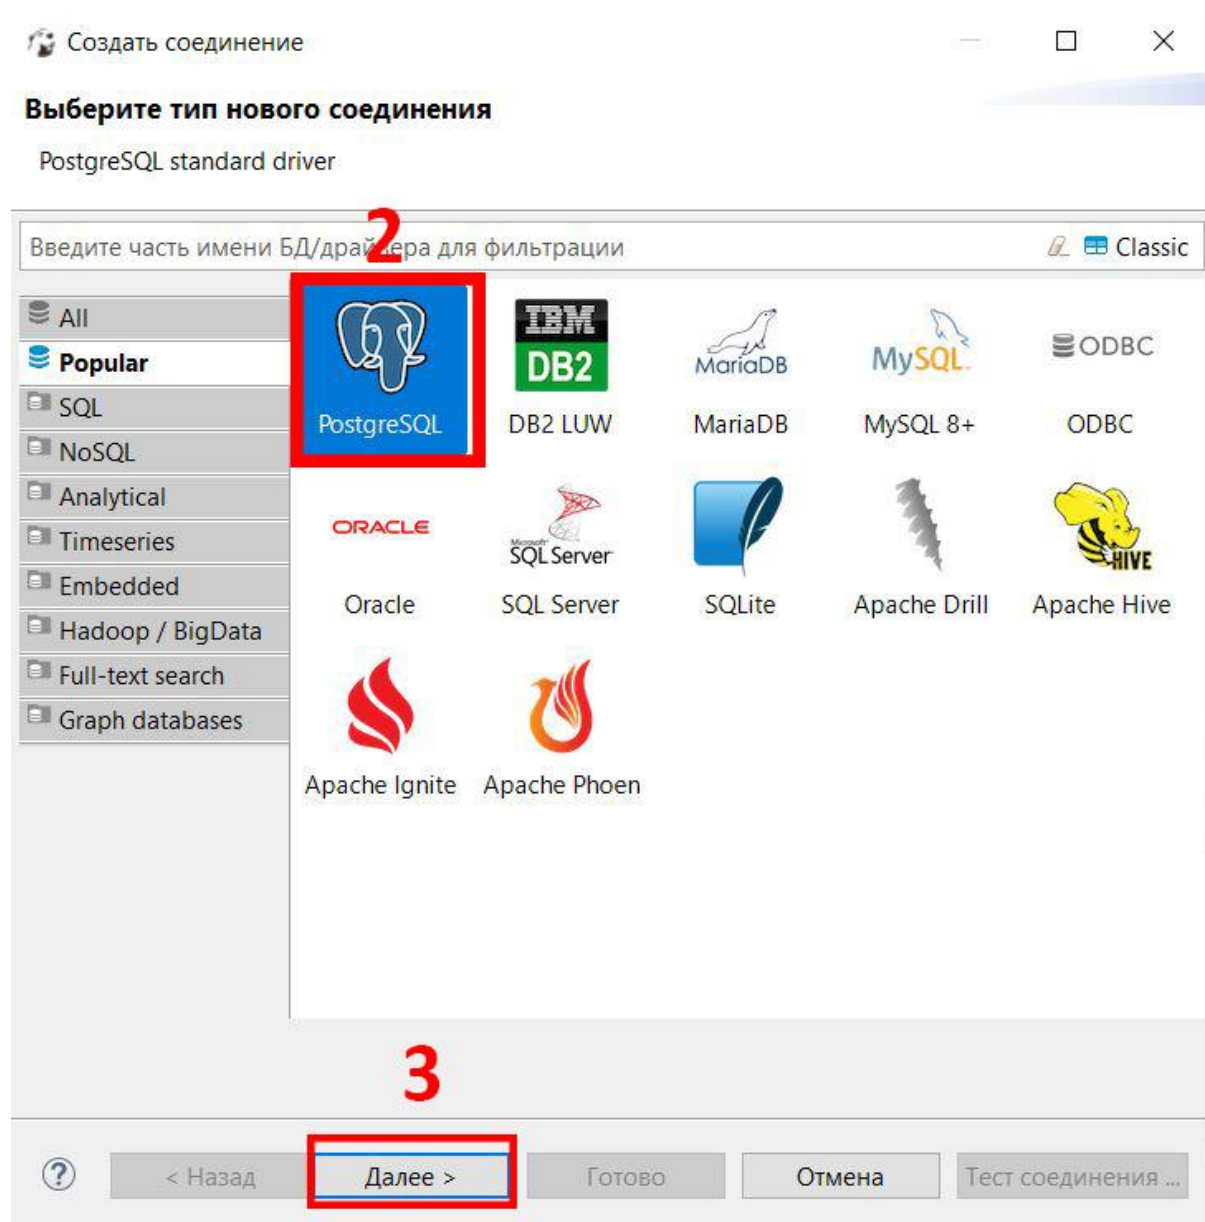 Создать соединение
Выберите тип нового соединения
PostgreSQL standard driver
2
Введите часть имени БД/драйвера для фильтрации
Classic
All
Popular
SQL
NoSQL
Analytical
Timeseries
Embedded
Hadoop / BigData
Full-text search
Graph databases
PostgreSQL
IBM
DB2
DB2 LUW
MariaDB
MariaDB
MySQL
MySQL 8+
ODBC
ODBC
ORACLE
Oracle
Microsoft
SQL Server
SQL Server
SQLite
Apache Drill
HIVE
Apache Hive
Apache Ignite
Apache Phoen
3
?
< Назад
Далее >
Готово
Отмена
Тест соединения ...